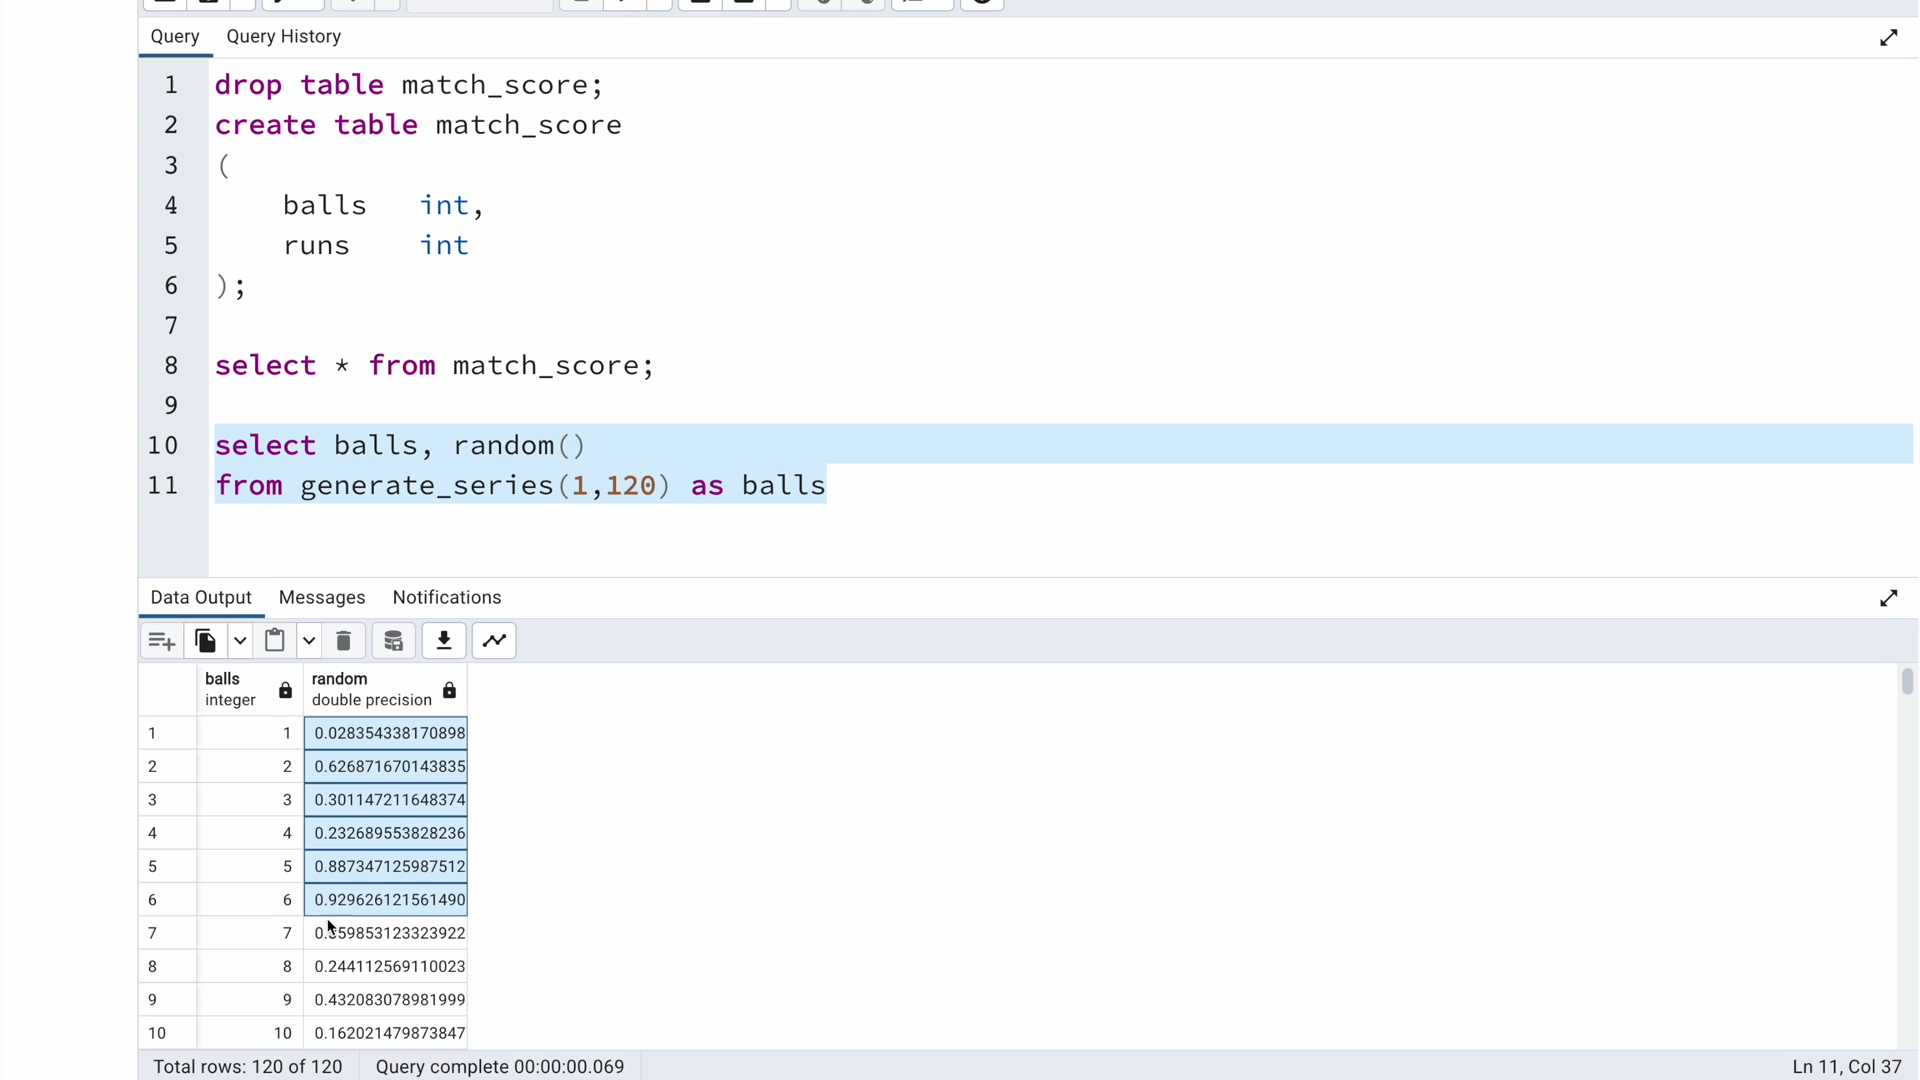 Query Query History
1 drop table match_score;
2 create table match_score
3 (
4 balls int,
5 runs int
6 );
7
8 select * from match_score;
9
10 select balls, random()
11 from generate_series(1,120) as balls
Data Output Messages Notifications
balls random
integer double precision
1 1 0.028354338170898
2 2 0.626871670143835
3 3 0.301147211648374
4 4 0.232689553828236
5 5 0.887347125987512
6 6 0.929626121561490
7 7 0.359853123323922
8 8 0.244112569110023
9 9 0.432083078981999
10 10 0.162021479873847
Total rows: 120 of 120 Query complete 00:00:00.069 Ln 11, Col 37